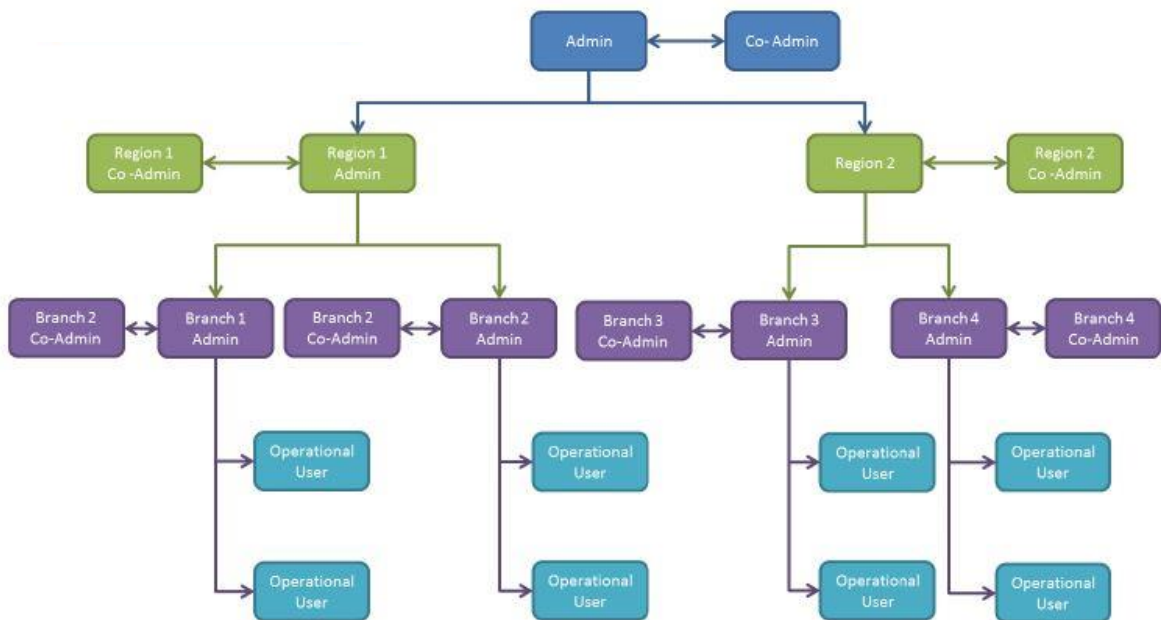 Admin
Co- Admin
Region 1
Co -Admin
Region 1
Admin
Region 2
Region 2
Co -Admin
Branch 2
Co-Admin
Branch 1
Admin
Branch 2
Co-Admin
Branch 2
Admin
Branch 3
Co-Admin
Branch 3
Admin
Branch 4
Admin
Branch 4
Co-Admin
Operational
User
Operational
User
Operational
User
Operational
User
Operational
User
Operational
User
Operational
User
Operational
User